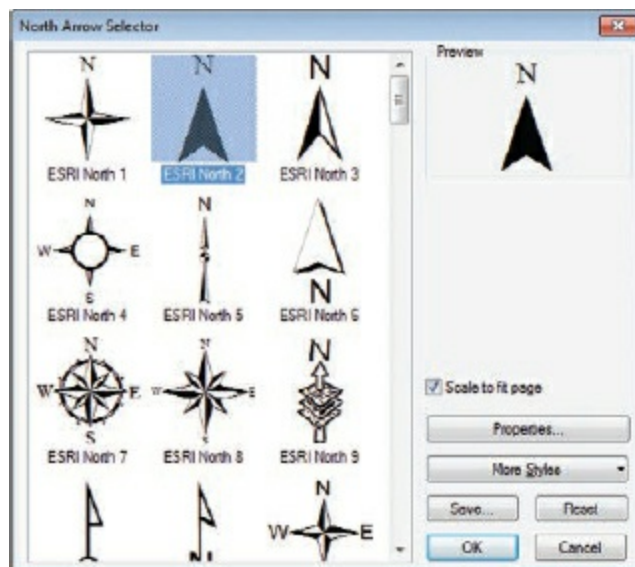 North Arrow Selector
Preview
N
N
N
N
ESRI North 1
ESRI North 2
ESRI North 3
N
W E
S
N
N
ESRI North 4
ESRI North 5
ESRI North 6
N
W E
S
N
W E
S
N
ESRI North 7
ESRI North 8
ESRI North 9
N
W E
N
Scale to fit page
Properties...
More Styles
Save...
Reset
OK
Cancel